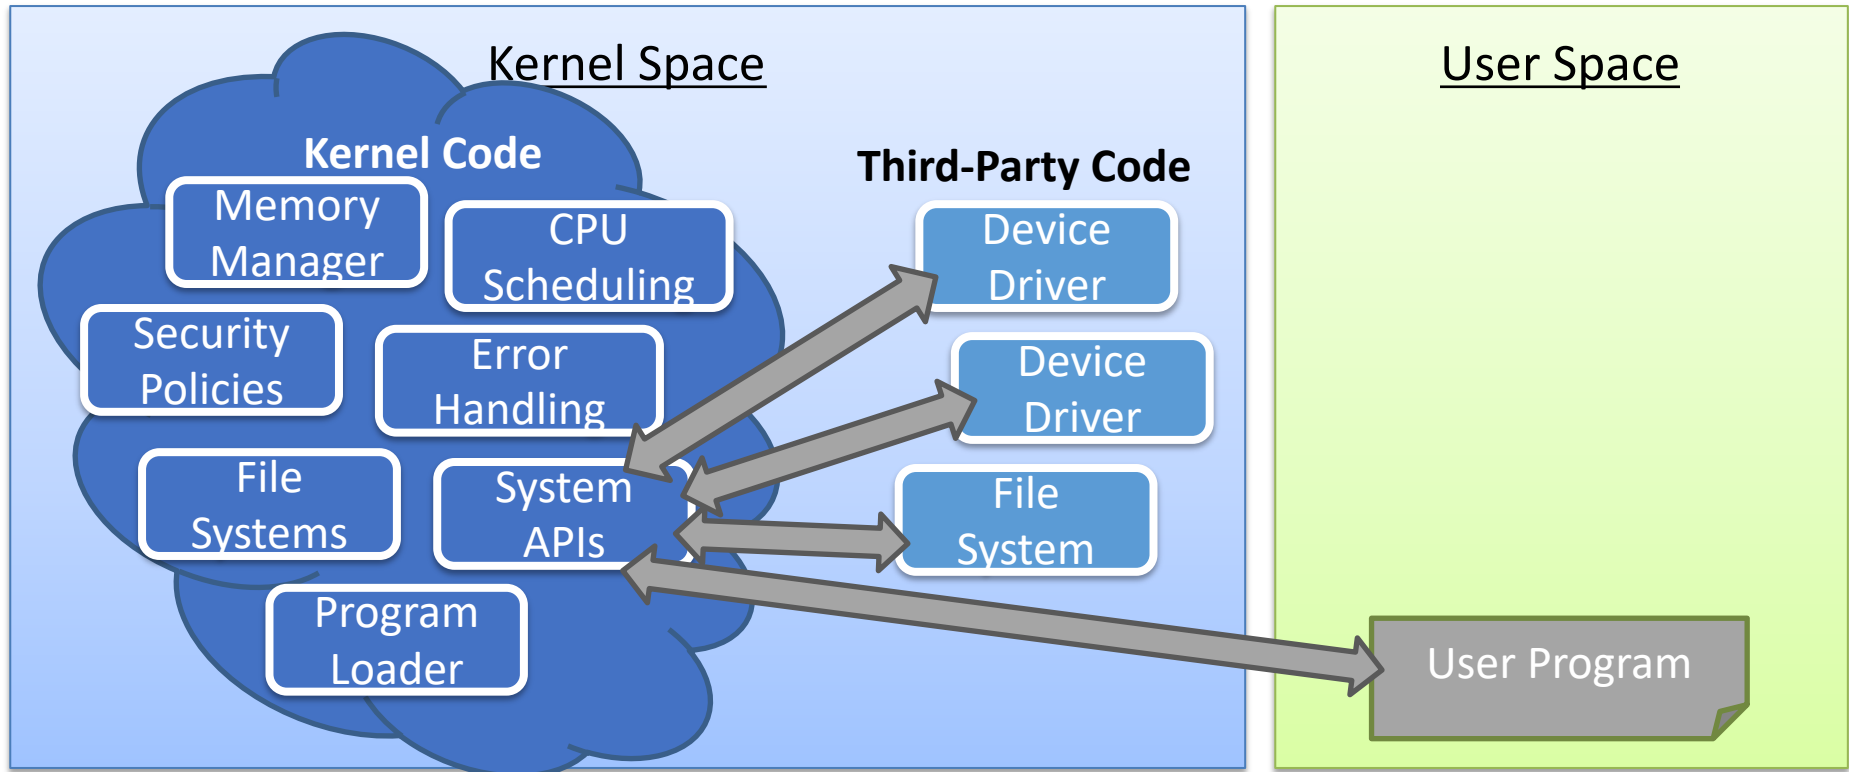 Kernel Space
Kernel Code
Memory
Manager
CPU
Scheduling
Security
Policies
Error
Handling
File
Systems
System
APIs
Program
Loader
Third-Party Code
Device
Driver
Device
Driver
File
System
User Space
User Program